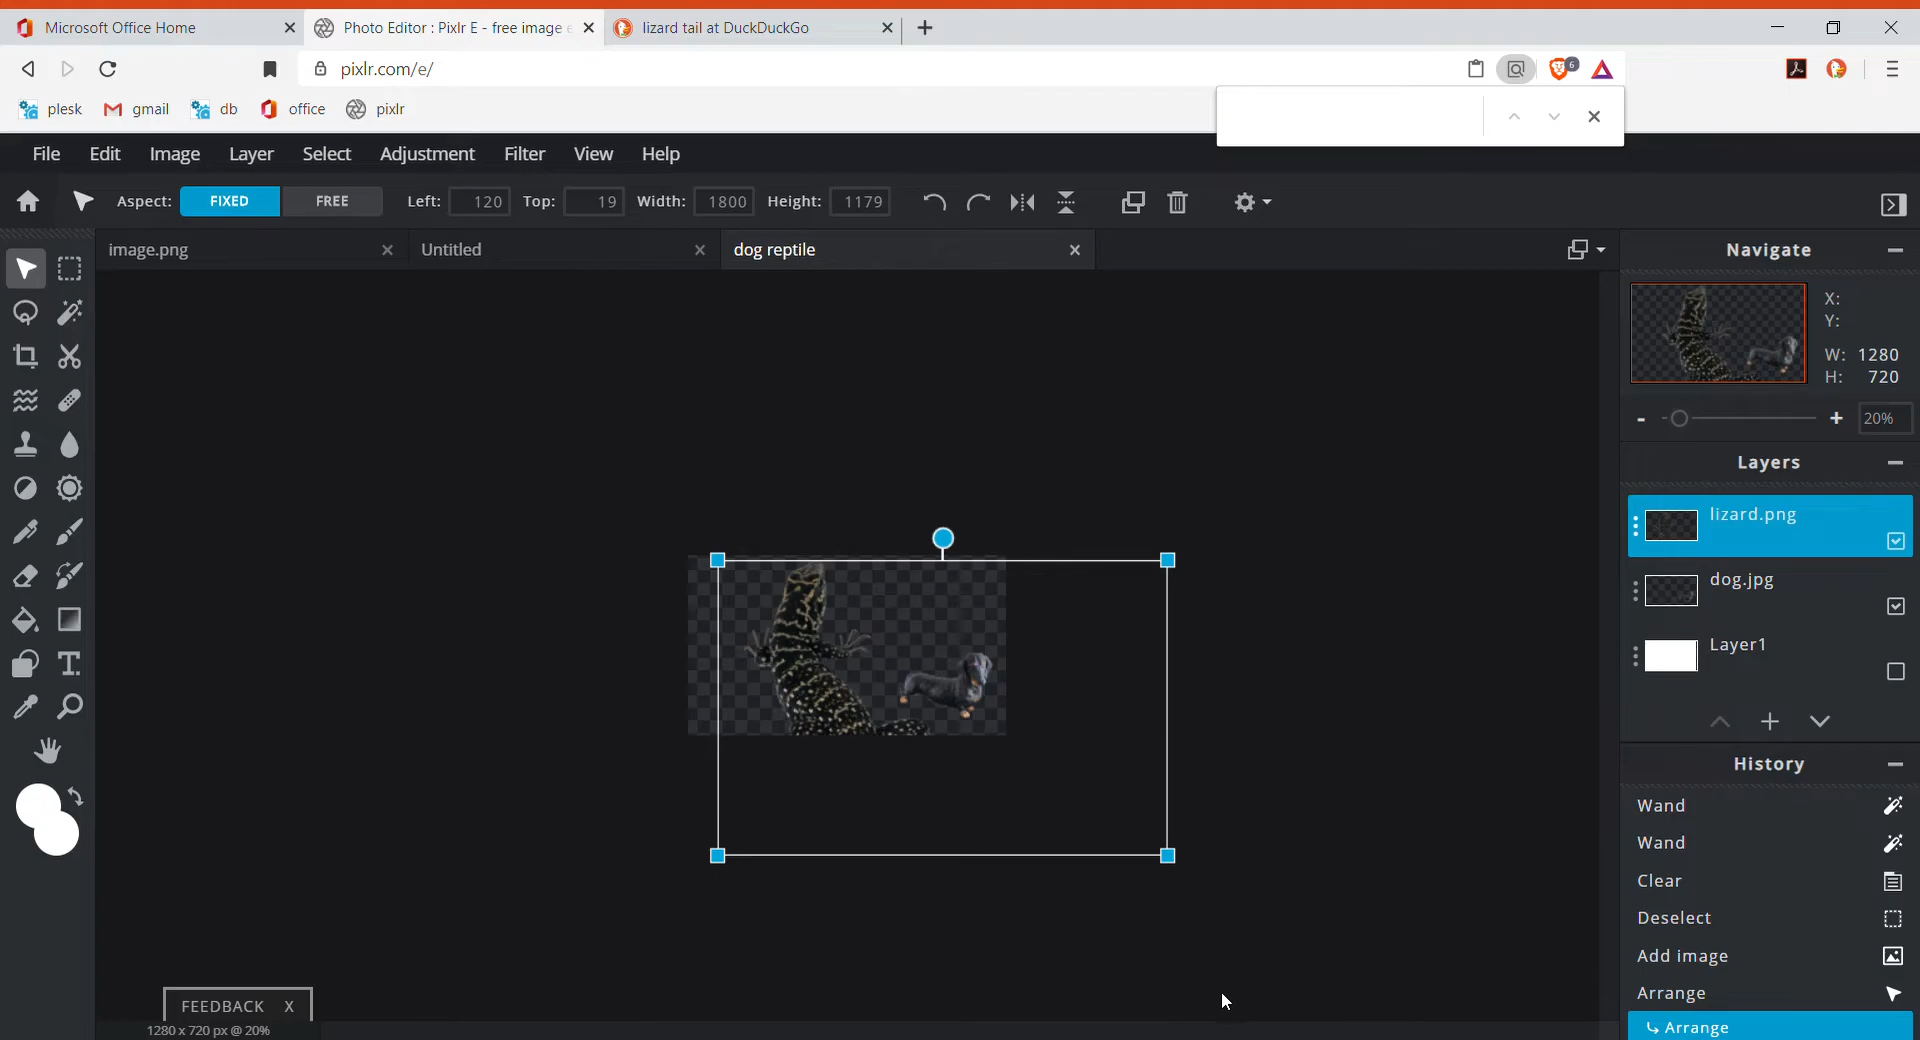 Microsoft Office Home
Photo Editor : Pixlr E - free image e
lizard tail at DuckDuckGo
pixlr.com/e/
6
plesk
gmail
db
office
pixlr
File Edit Image Layer Select Adjustment Filter View Help
Aspect: FIXED FREE Left: 120 Top: 19 Width: 1800 Height: 1179
image.png
Untitled
dog reptile
Navigate
X:
Y:
W: 1280
H: 720
- + 20%
Layers
lizard.png
dog.jpg
Layer1
History
Wand
Wand
Clear
Deselect
Add image
Arrange
Arrange
T
FEEDBACK X
1280 x 720 px @ 20%